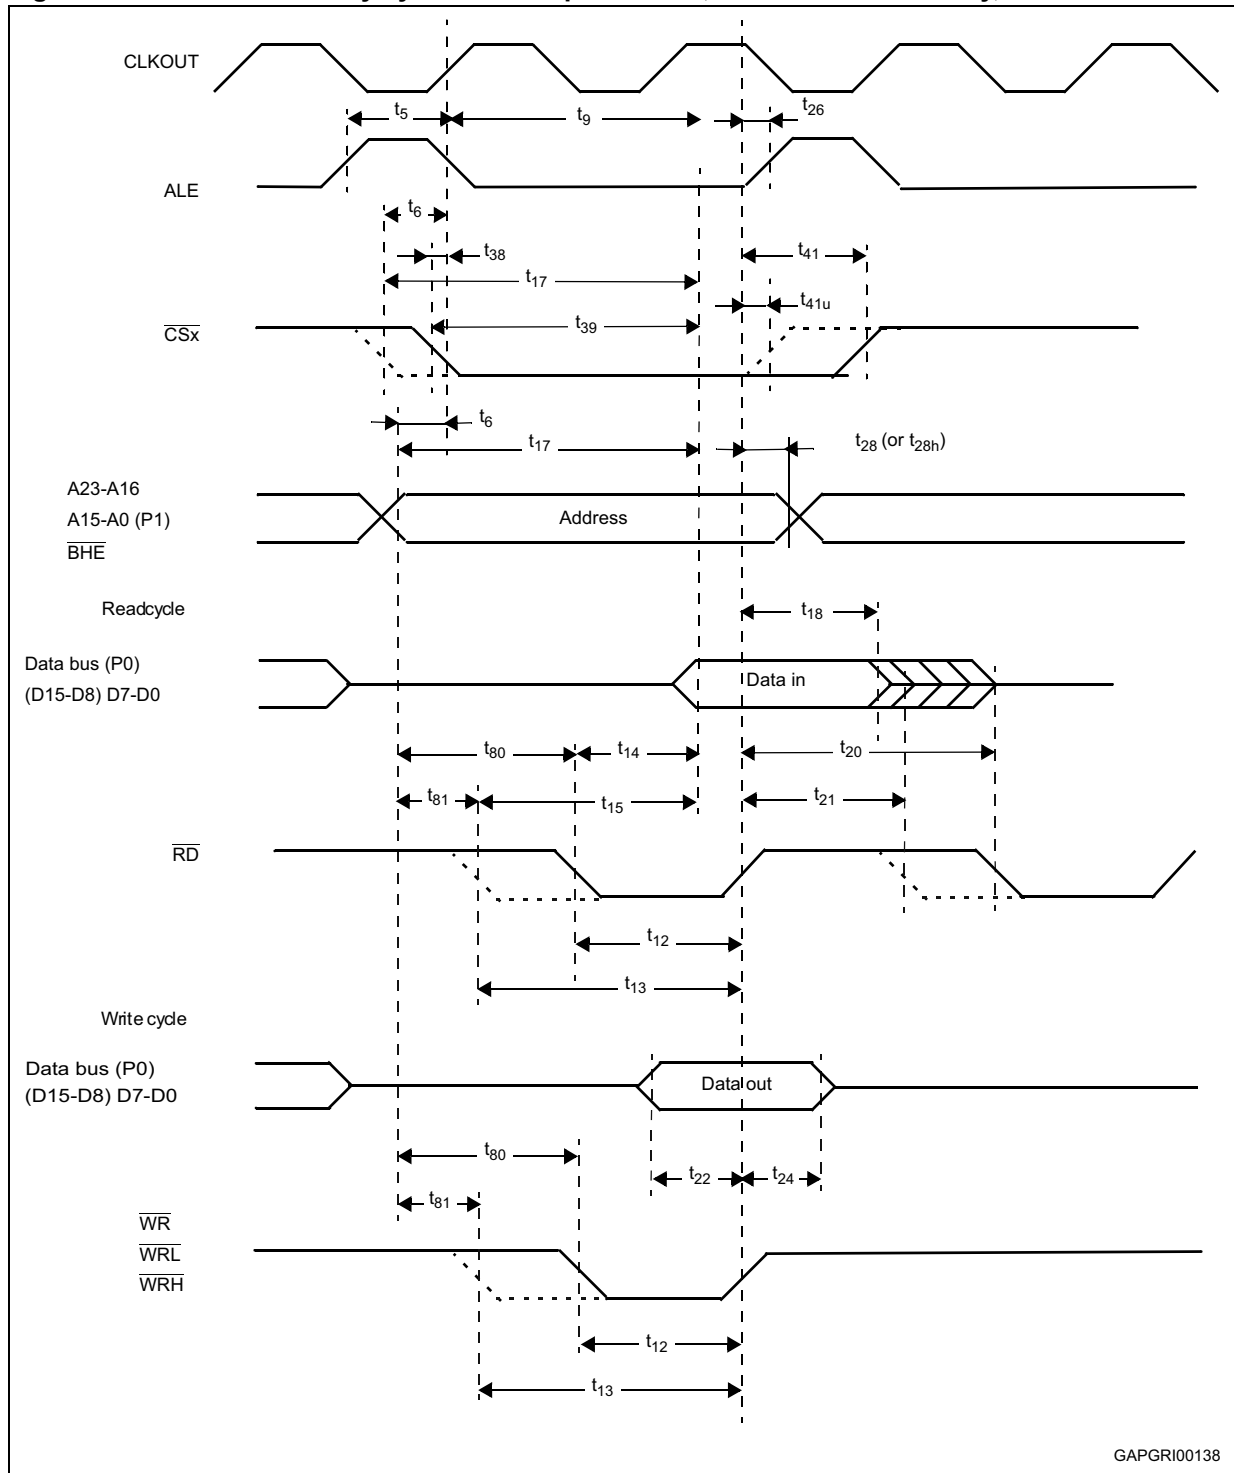 CLKOUT
t26
t5
t9
ALE
t6
t38
t41
t17
t41u
CSx
t39
t6
t17
t28 (or t28h)
A23-A16
A15-A0 (P1)
Address
BHE
Readcycle
t18
Data bus (P0)
Data in
(D15-D8) D7-D0
t80
t14
t20
t81
t15
t21
RD
t12
t13
Write cycle
Data bus (P0)
Data out
(D15-D8) D7-D0
t80
t22
t24
t81
WR
WRL
WRH
t12
t13
GAPGRI00138